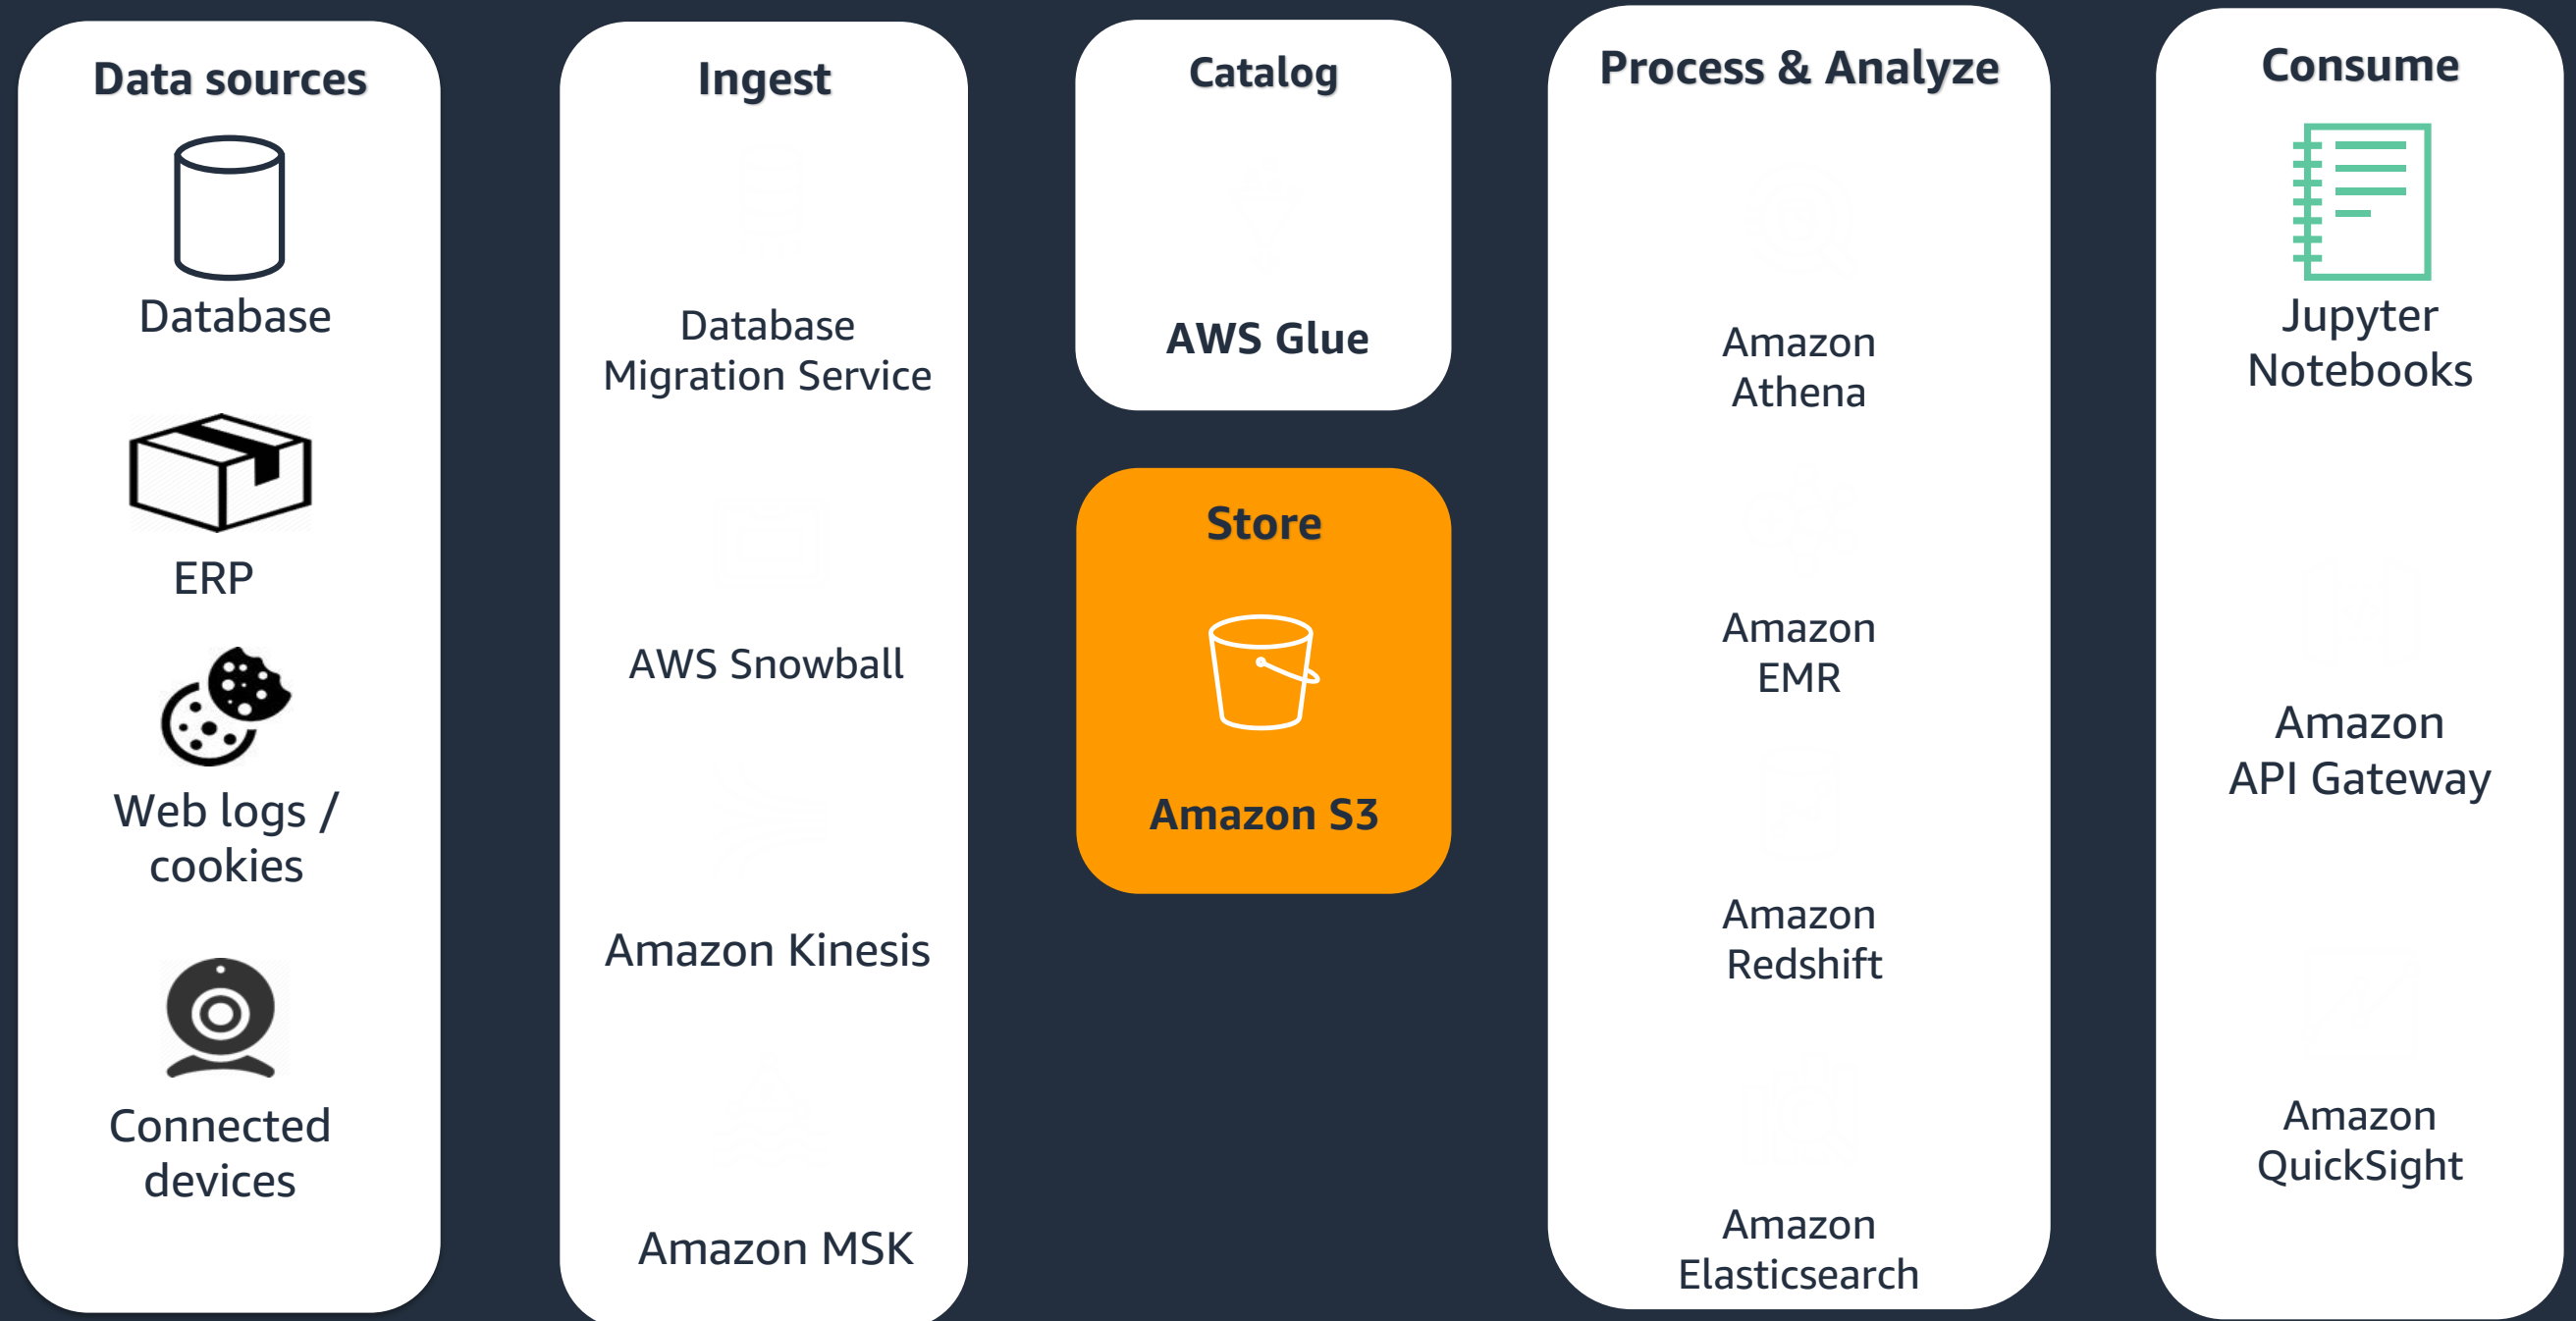 Data sources
Database
ERP
Web logs /
cookies
Connected
devices
Ingest
Database
Migration Service
AWS Snowball
Amazon Kinesis
Amazon MSK
Catalog
AWS Glue
Store
Amazon S3
Process & Analyze
Amazon
Athena
Amazon
EMR
Amazon
Redshift
Amazon
Elasticsearch
Consume
Jupyter
Notebooks
Amazon
API Gateway
Amazon
QuickSight